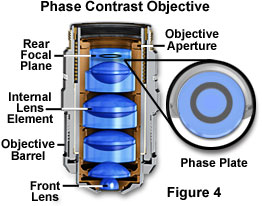 Phase Contrast Objective
Rear
Focal
Plane
Objective
Aperture
Internal
Lens
Element
Objective
Barrel
Phase Plate
Front
Lens
Figure 4